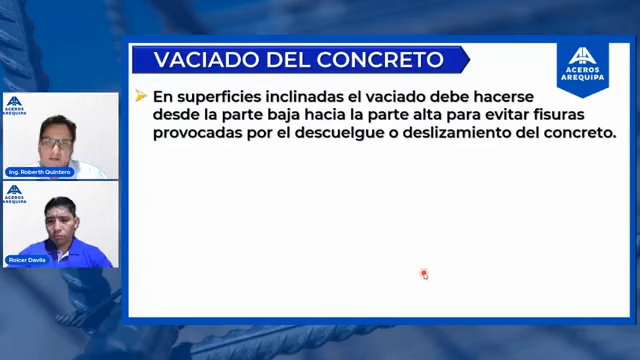 VACIADO DEL CONCRETO
ACEROS
AREQUIPA
En superficies inclinadas el vaciado debe hacerse
desde la parte baja hacia la parte alta para evitar fisuras
provocadas por el descuelgue o deslizamiento del concreto.
ACEROS
AREQUIPA
Ing. Roberth Quintero
ACEROS
AREQUIPA
Roicer Davila